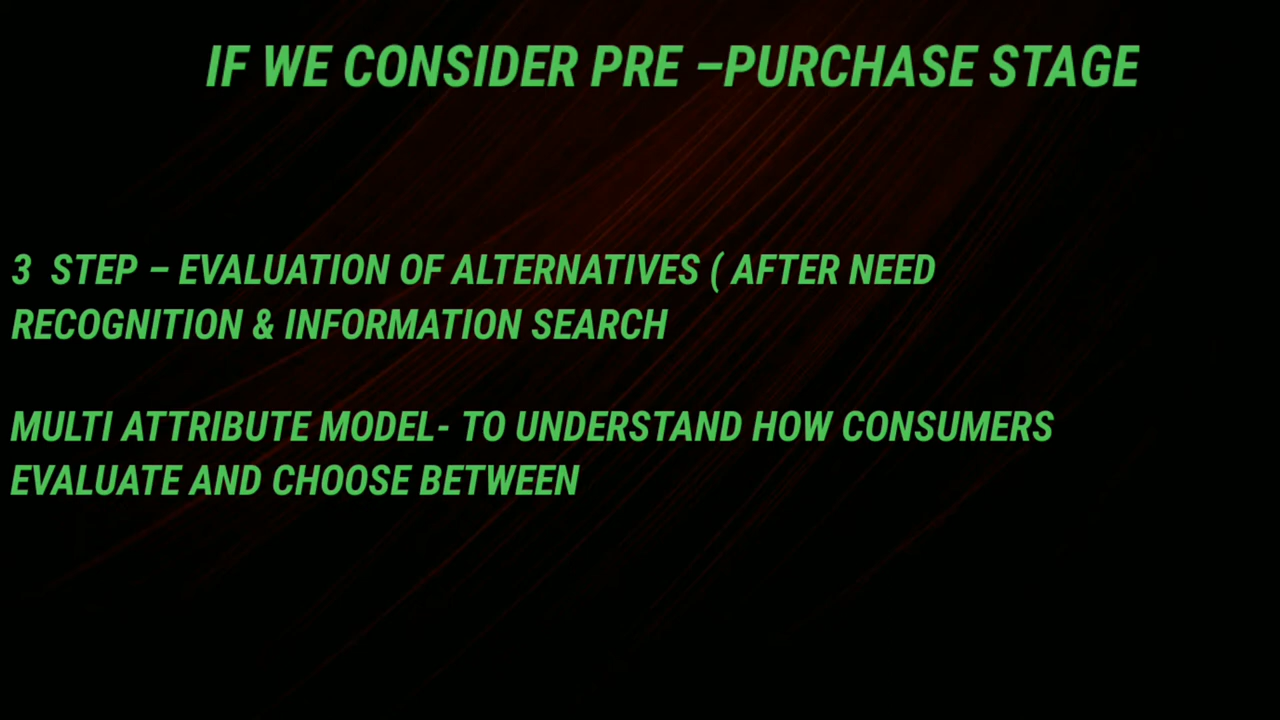 IF WE CONSIDER PRE –PURCHASE STAGE
3 STEP – EVALUATION OF ALTERNATIVES ( AFTER NEED
RECOGNITION & INFORMATION SEARCH
MULTI ATTRIBUTE MODEL- TO UNDERSTAND HOW CONSUMERS
EVALUATE AND CHOOSE BETWEEN